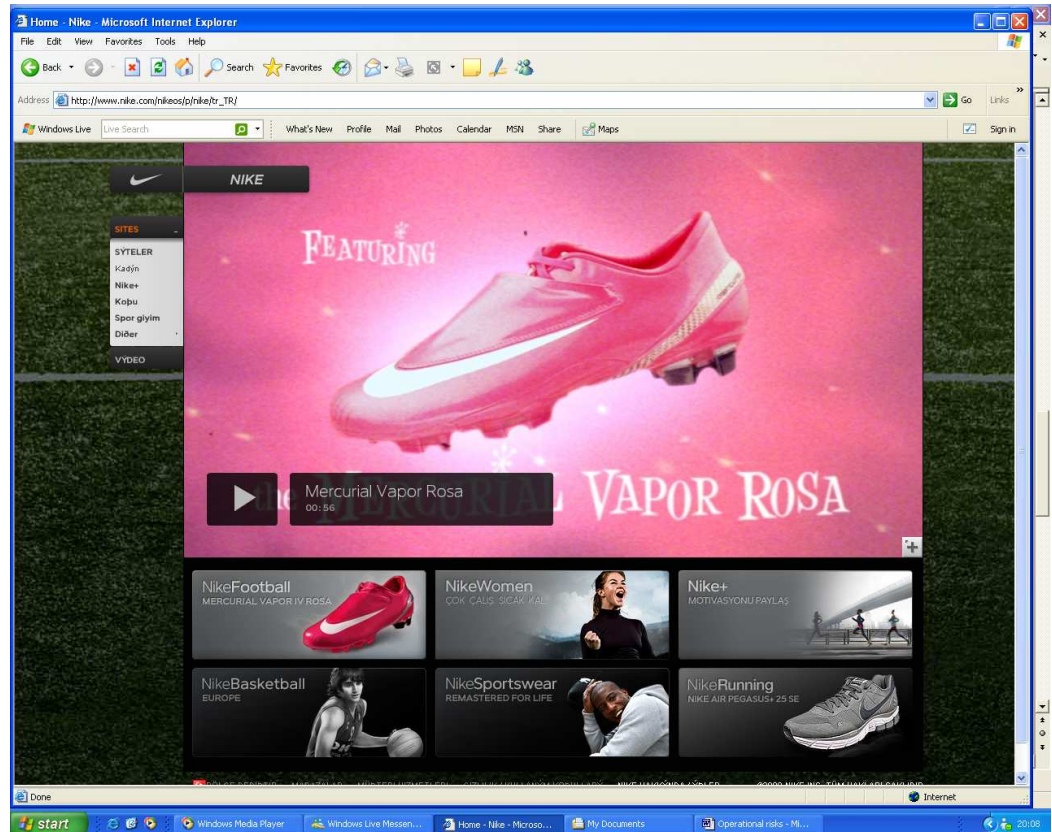 Home - Nike - Microsoft Internet Explorer
File Edit View Favorites Tools Help
Back Search Favorites
Address http://www.nike.com/nikeos/p/nike/tr_TR/ Go Links »
Windows Live Live Search What's New Profile Mail Photos Calendar MSN Share Maps Sign in
NIKE
SITES
SÝTELER
Kadýn
Nike+
Koþu
Spor giyim
Diðer
VÝDEO
FEATURING
the MERCURIAL VAPOR ROSA
Mercurial Vapor Rosa
00:56
NikeFootball
MERCURIAL VAPOR IV ROSA
NikeWomen
ÇOK ÇALIŞ SICAK KAL
Nike+
MOTIVASYONU PAYLAŞ
NikeBasketball
EUROPE
NikeSportswear
REMASTERED FOR LIFE
NikeRunning
NIKE AIR PEGASUS+ 25 SE
Done Internet
start Windows Media Player Windows Live Messen... Home - Nike - Microso... My Documents Operational risks - Mi... 20:08